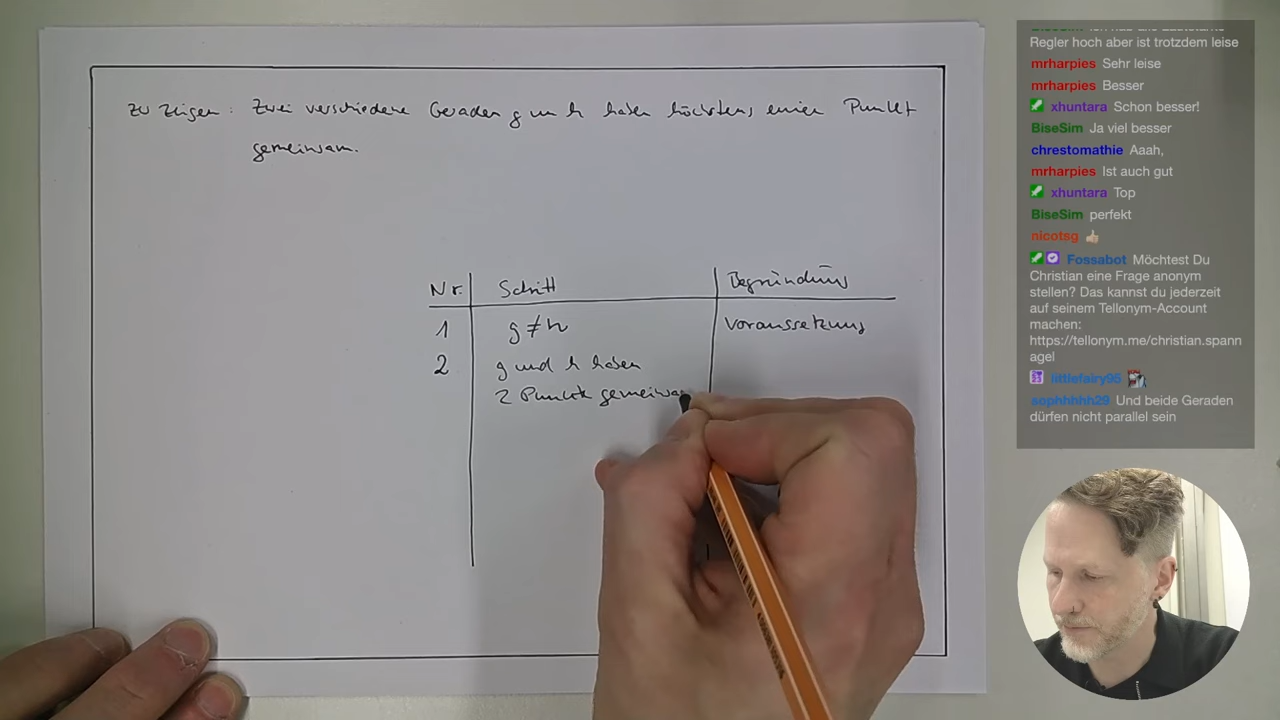 zu zeigen: Zwei verschiedene Geraden g und h haben höchstens einen Punkt
gemeinsam.
Nr. Schritt Begründung
1 g ≠ h Voraussetzung
2 g und h haben
2 Punkte gemeinsam
Regler hoch aber ist trotzdem leise
mrharpies Sehr leise
mrharpies Besser
xhuntara Schon besser!
BiseSim Ja viel besser
chrestomathie Aaah,
mrharpies Ist auch gut
xhuntara Top
BiseSim perfekt
nicotsg 👍🏼
Fossabot Möchtest Du
Christian eine Frage anonym
stellen? Das kannst du jederzeit
auf seinem Tellonym-Account
machen:
https://tellonym.me/christian.spann
agel
littlefairy95
sophhhhh29 Und beide Geraden
dürfen nicht parallel sein